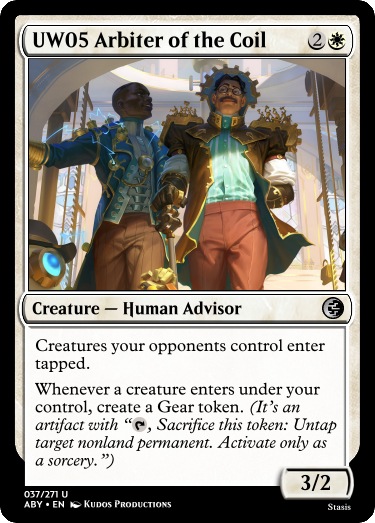 UW05 Arbiter of the Coil 2
Creature — Human Advisor
Creatures your opponents control enter
tapped.
Whenever a creature enters under your
control, create a Gear token. (It's an
artifact with “, Sacrifice this token: Untap
target nonland permanent. Activate only as
a sorcery.”)
3/2
037/271 U
ABY • EN Kudos Productions
Stasis